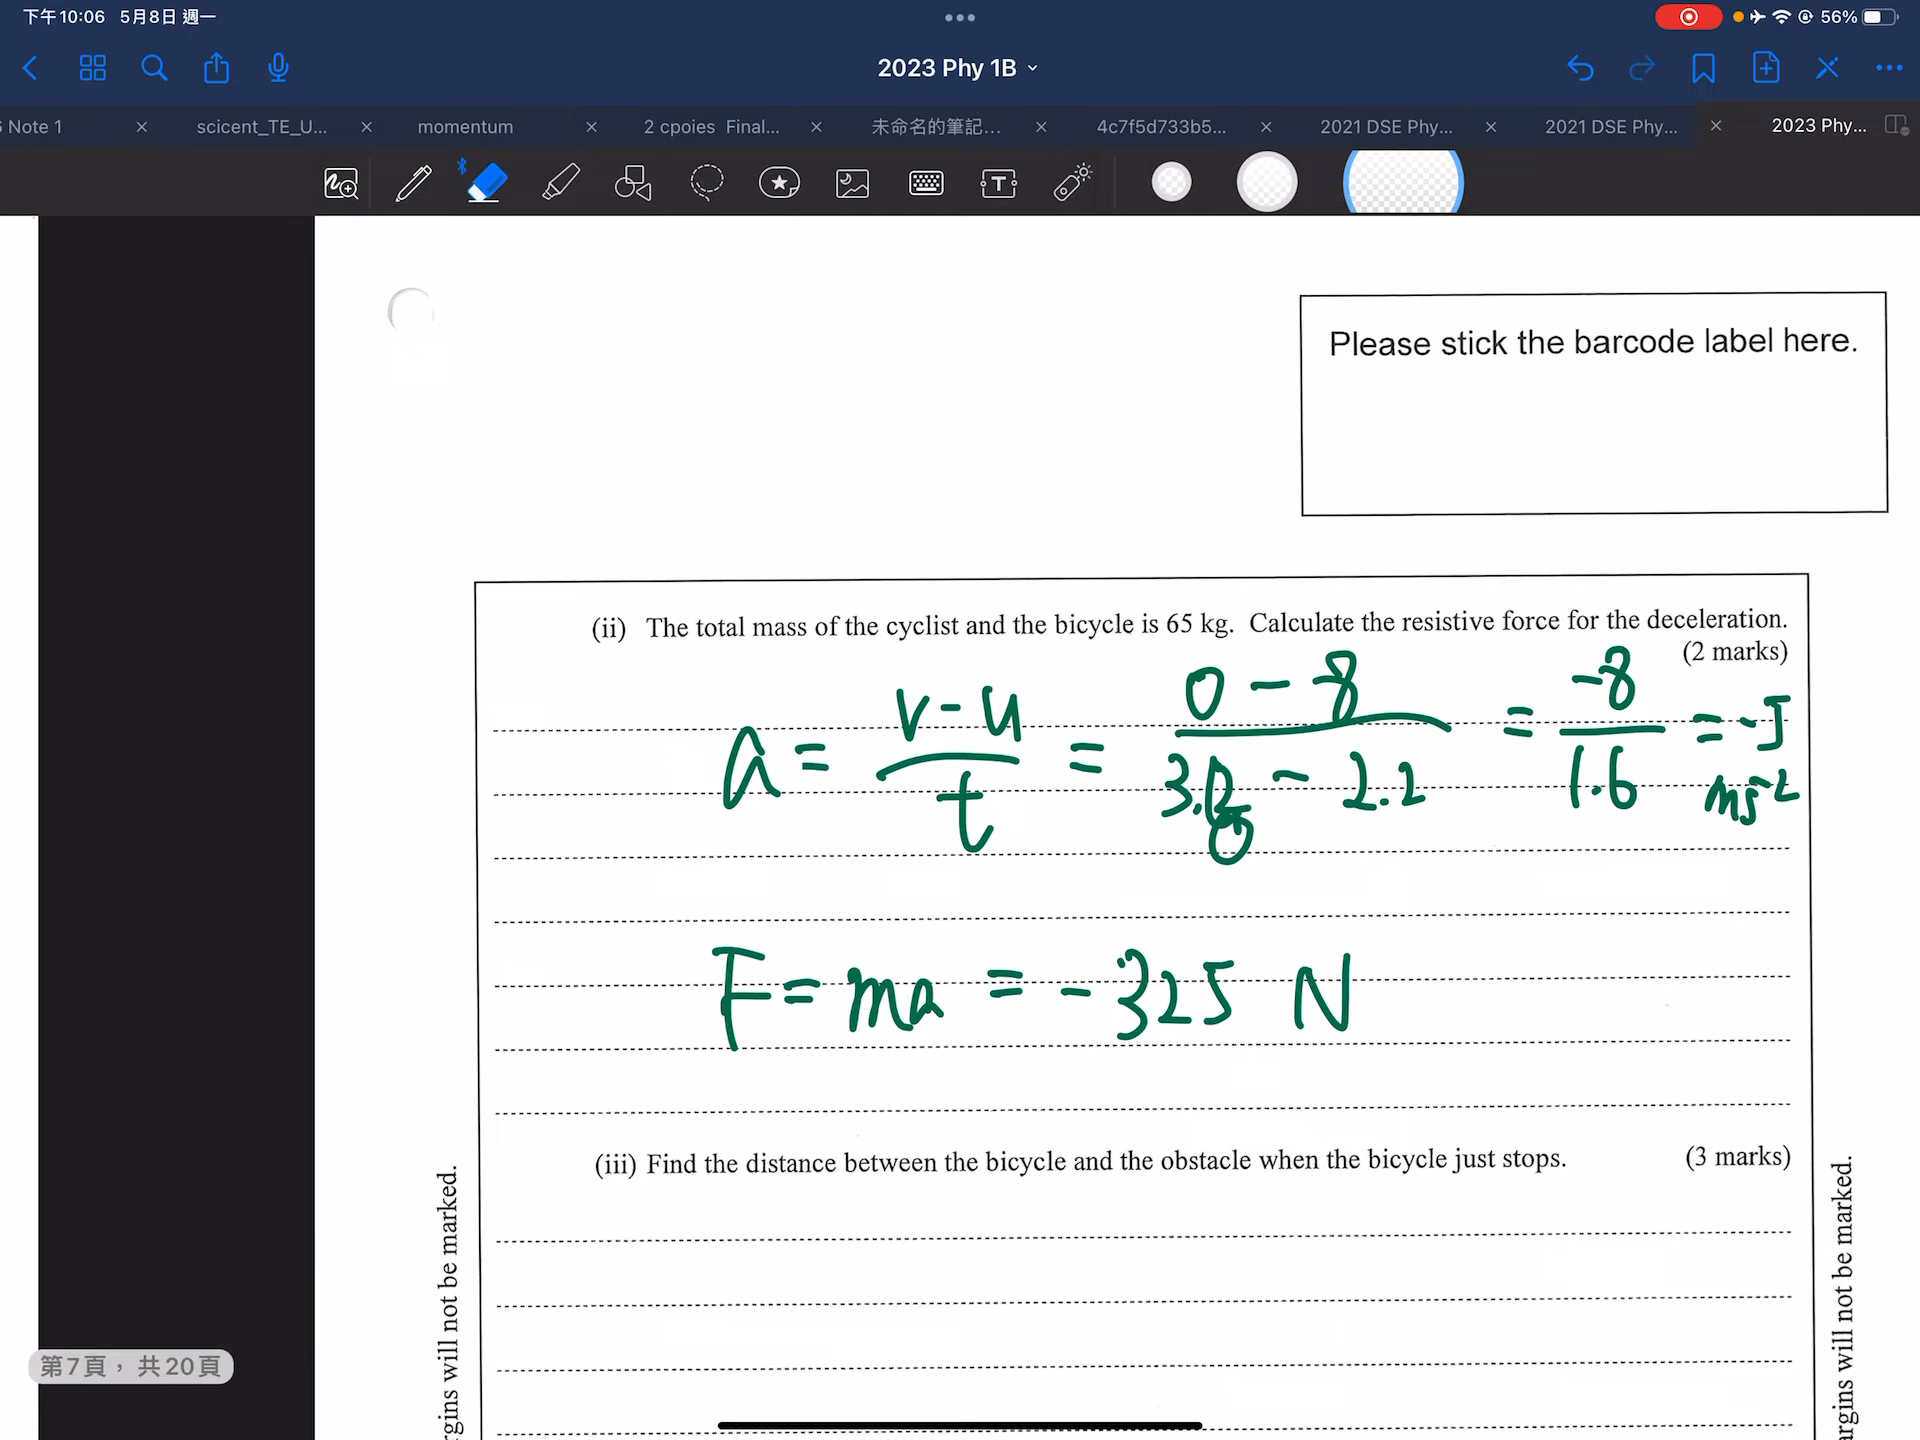 下午10:06 5月8日 週一
56%
2023 Phy 1B
Note 1
scicent_TE_U...
momentum
2 cpoies Final...
未命名的筆記...
4c7f5d733b5...
2021 DSE Phy...
2021 DSE Phy...
2023 Phy...
Please stick the barcode label here.
(ii) The total mass of the cyclist and the bicycle is 65 kg. Calculate the resistive force for the deceleration.
(2 marks)
a = v-u / t = 0 - 8 / 3.8 - 2.2 = -8 / 1.6 = -5 ms⁻²
F = ma = -325 N
(iii) Find the distance between the bicycle and the obstacle when the bicycle just stops. (3 marks)
will not be marked.
will not be marked.
第7頁，共20頁